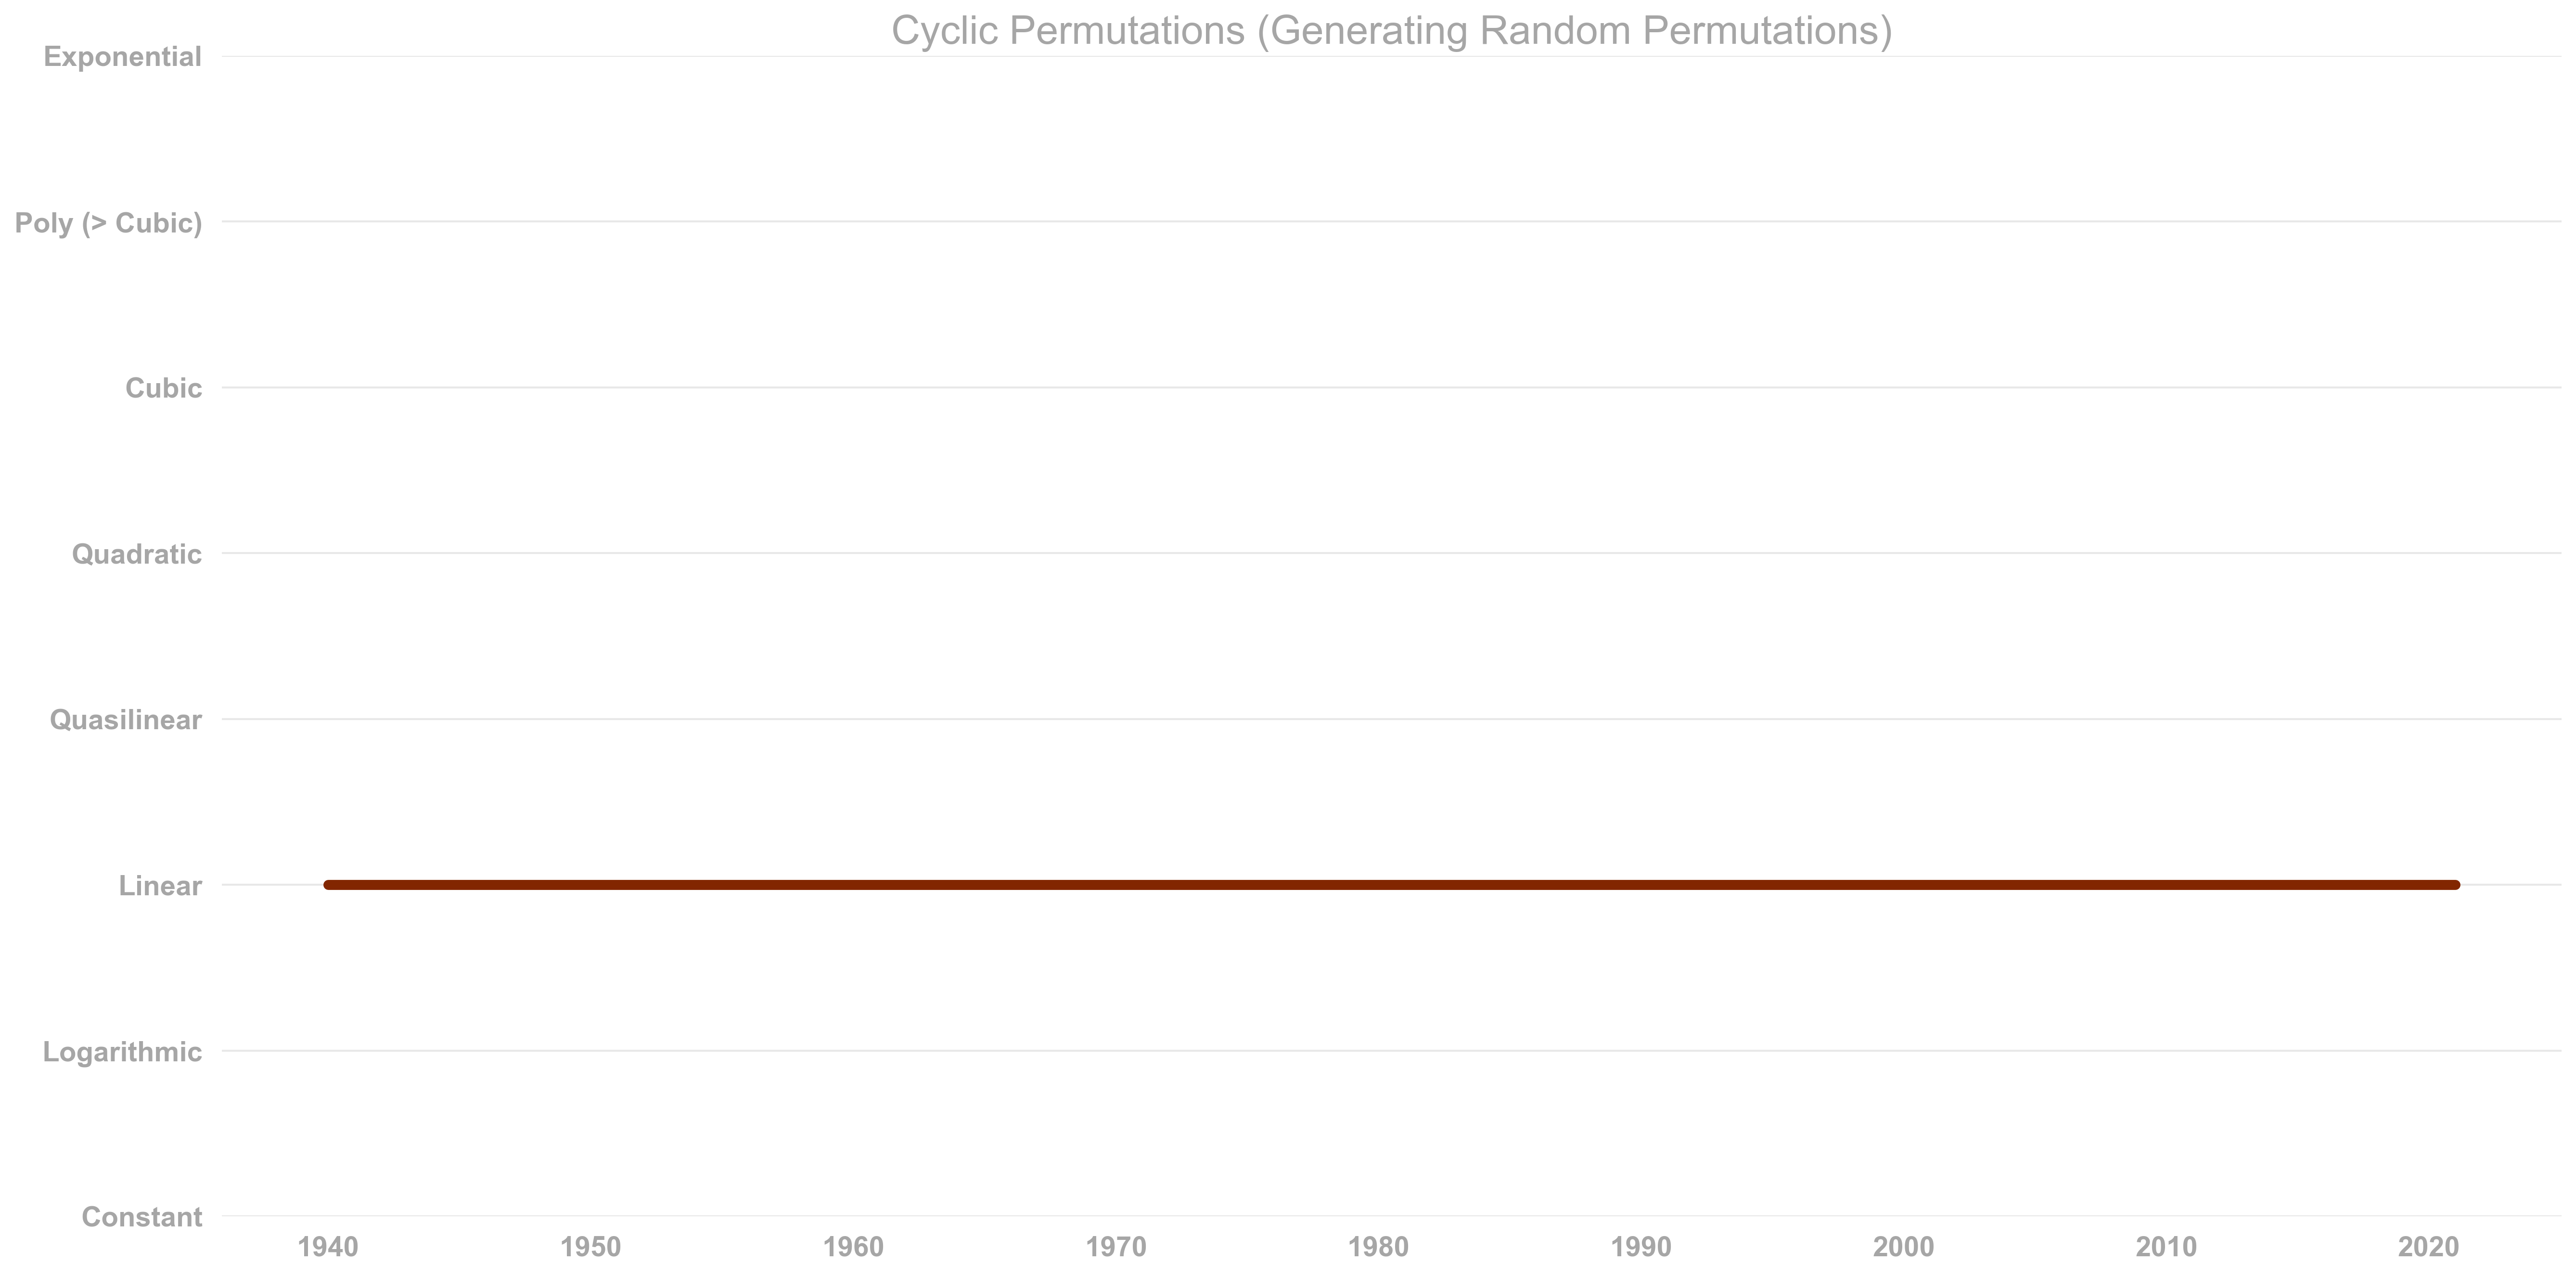 Cyclic Permutations (Generating Random Permutations)
Exponential
Poly (> Cubic)
Cubic
Quadratic
Quasilinear
Linear
Logarithmic
Constant
1940 1950 1960 1970 1980 1990 2000 2010 2020